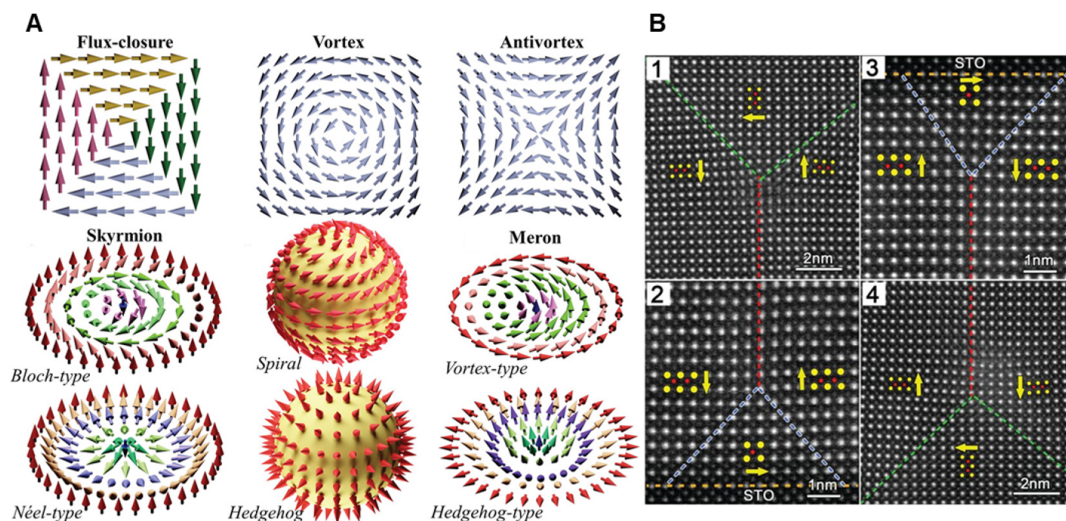 A
Flux-closure
Vortex
Antivortex
Skyrmion
Meron
Bloch-type
Spiral
Vortex-type
Néel-type
Hedgehog
Hedgehog-type
B
1
2nm
3
STO
1nm
2
STO
1nm
4
2nm